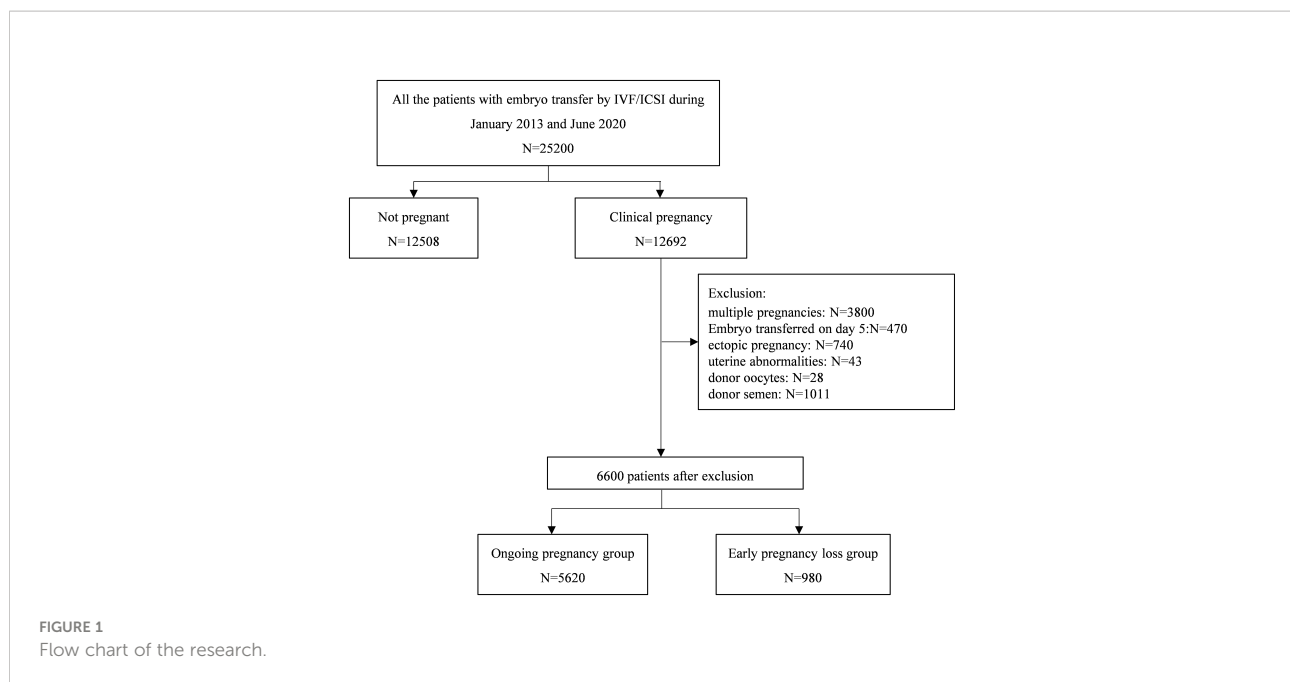 All the patients with embryo transfer by IVF/ICSI during
January 2013 and June 2020
N=25200
Not pregnant
N=12508
Clinical pregnancy
N=12692
Exclusion:
multiple pregnancies: N=3800
Embryo transferred on day 5:N=470
ectopic pregnancy: N=740
uterine abnormalities: N=43
donor oocytes: N=28
donor semen: N=1011
6600 patients after exclusion
Ongoing pregnancy group
N=5620
Early pregnancy loss group
N=980
FIGURE 1
Flow chart of the research.